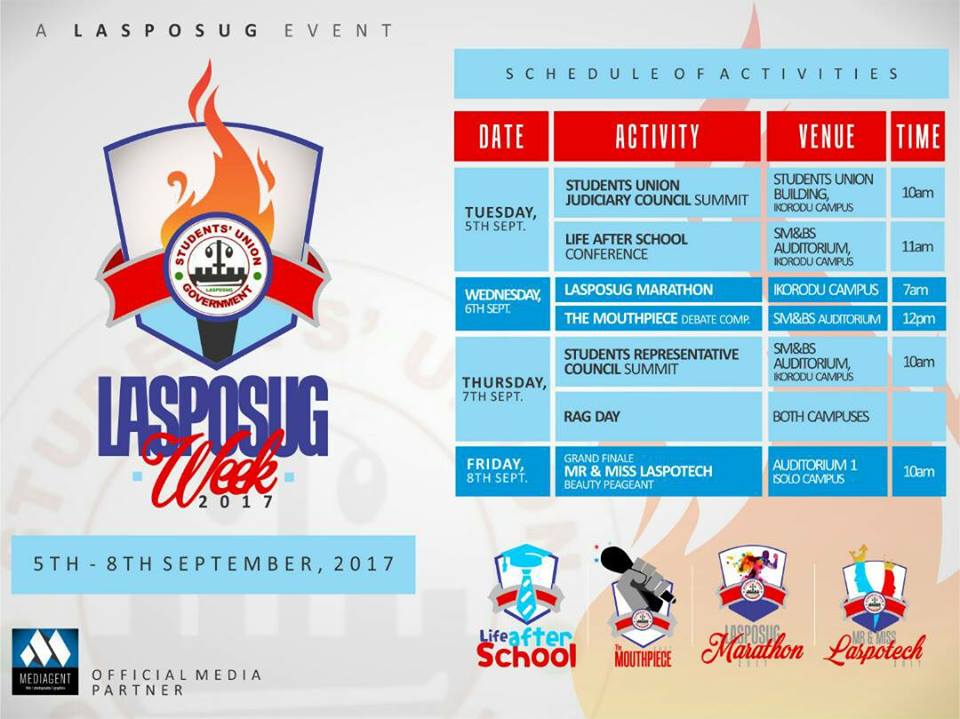 A LASPOSUG EVENT
STUDENTS' UNION
LASPOSUG
GOVERNMENT
LASPOSUG
Week
2017
5TH - 8TH SEPTEMBER, 2017
MEDIAGENT
OFFICIAL MEDIA
PARTNER
SCHEDULE OF ACTIVITIES
DATE ACTIVITY VENUE TIME
TUESDAY,
5TH SEPT.
STUDENTS UNION
JUDICIARY COUNCIL SUMMIT
STUDENTS UNION
BUILDING,
IKORODU CAMPUS
10am
LIFE AFTER SCHOOL
CONFERENCE
SM&BS
AUDITORIUM,
IKORODU CAMPUS
11am
WEDNESDAY,
6TH SEPT.
LASPOSUG MARATHON IKORODU CAMPUS 7am
THE MOUTHPIECE DEBATE COMP. SM&BS AUDITORIUM 12pm
THURSDAY,
7TH SEPT.
STUDENTS REPRESENTATIVE
COUNCIL SUMMIT
SM&BS
AUDITORIUM,
IKORODU CAMPUS
10am
RAG DAY BOTH CAMPUSES
FRIDAY,
8TH SEPT.
GRAND FINALE
MR & MISS LASPOTECH
BEAUTY PEAGEANT
AUDITORIUM 1
ISOLO CAMPUS
10am
Life after
School
The
MOUTHPIECE
LASPOSUG
Marathon
2017
MR & MISS
Laspotech
2017